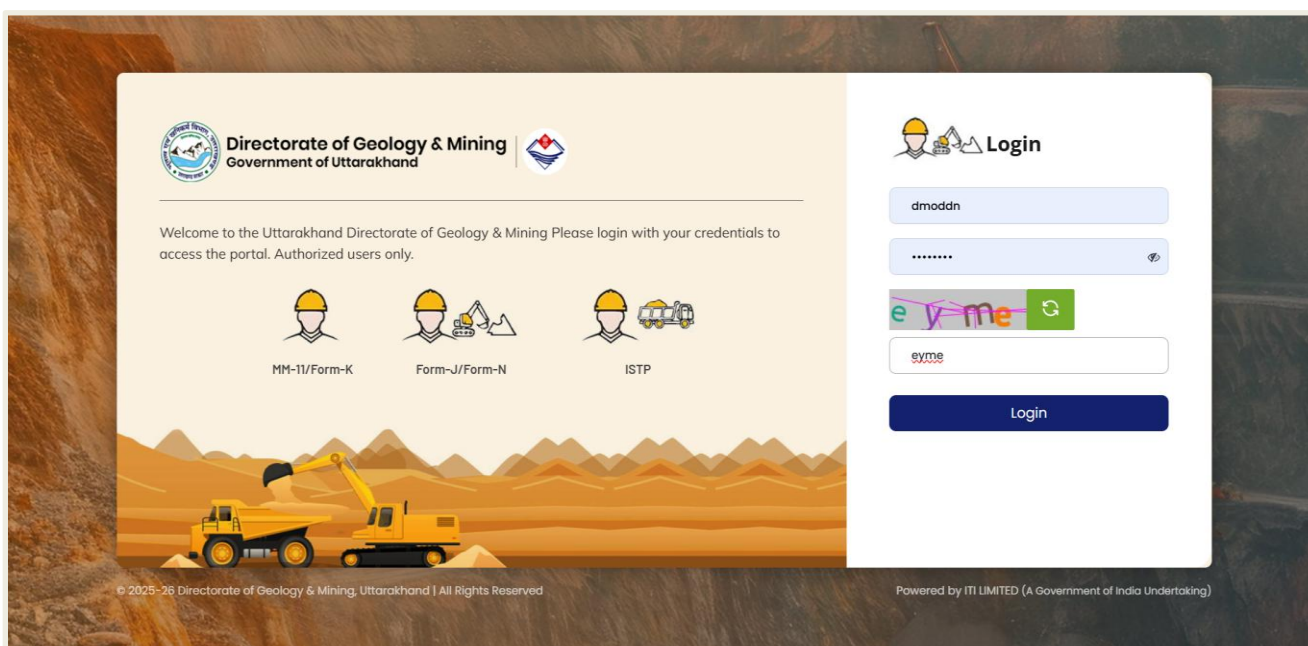 Directorate of Geology & Mining
Government of Uttarakhand
Welcome to the Uttarakhand Directorate of Geology & Mining Please login with your credentials to
access the portal. Authorized users only.
MM-11/Form-K
Form-J/Form-N
ISTP
Login
dmoddn
••••••••
eyme
eyme
Login
© 2025-26 Directorate of Geology & Mining, Uttarakhand | All Rights Reserved
Powered by ITI LIMITED (A Government of India Undertaking)